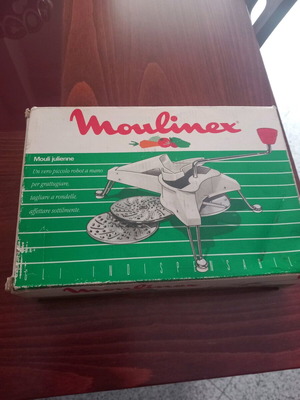 Moulinex
Mouli julienne
Un vero piccolo robot a mano
per grattugiare,
tagliare a rondelle,
affettare sottilmente.